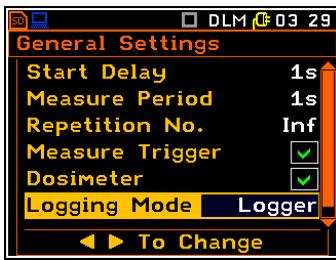 SD DLM 03 29
General Settings
Start Delay 1s
Measure Period 1s
Repetition No. Inf
Measure Trigger
Dosimeter
Logging Mode Logger
To Change